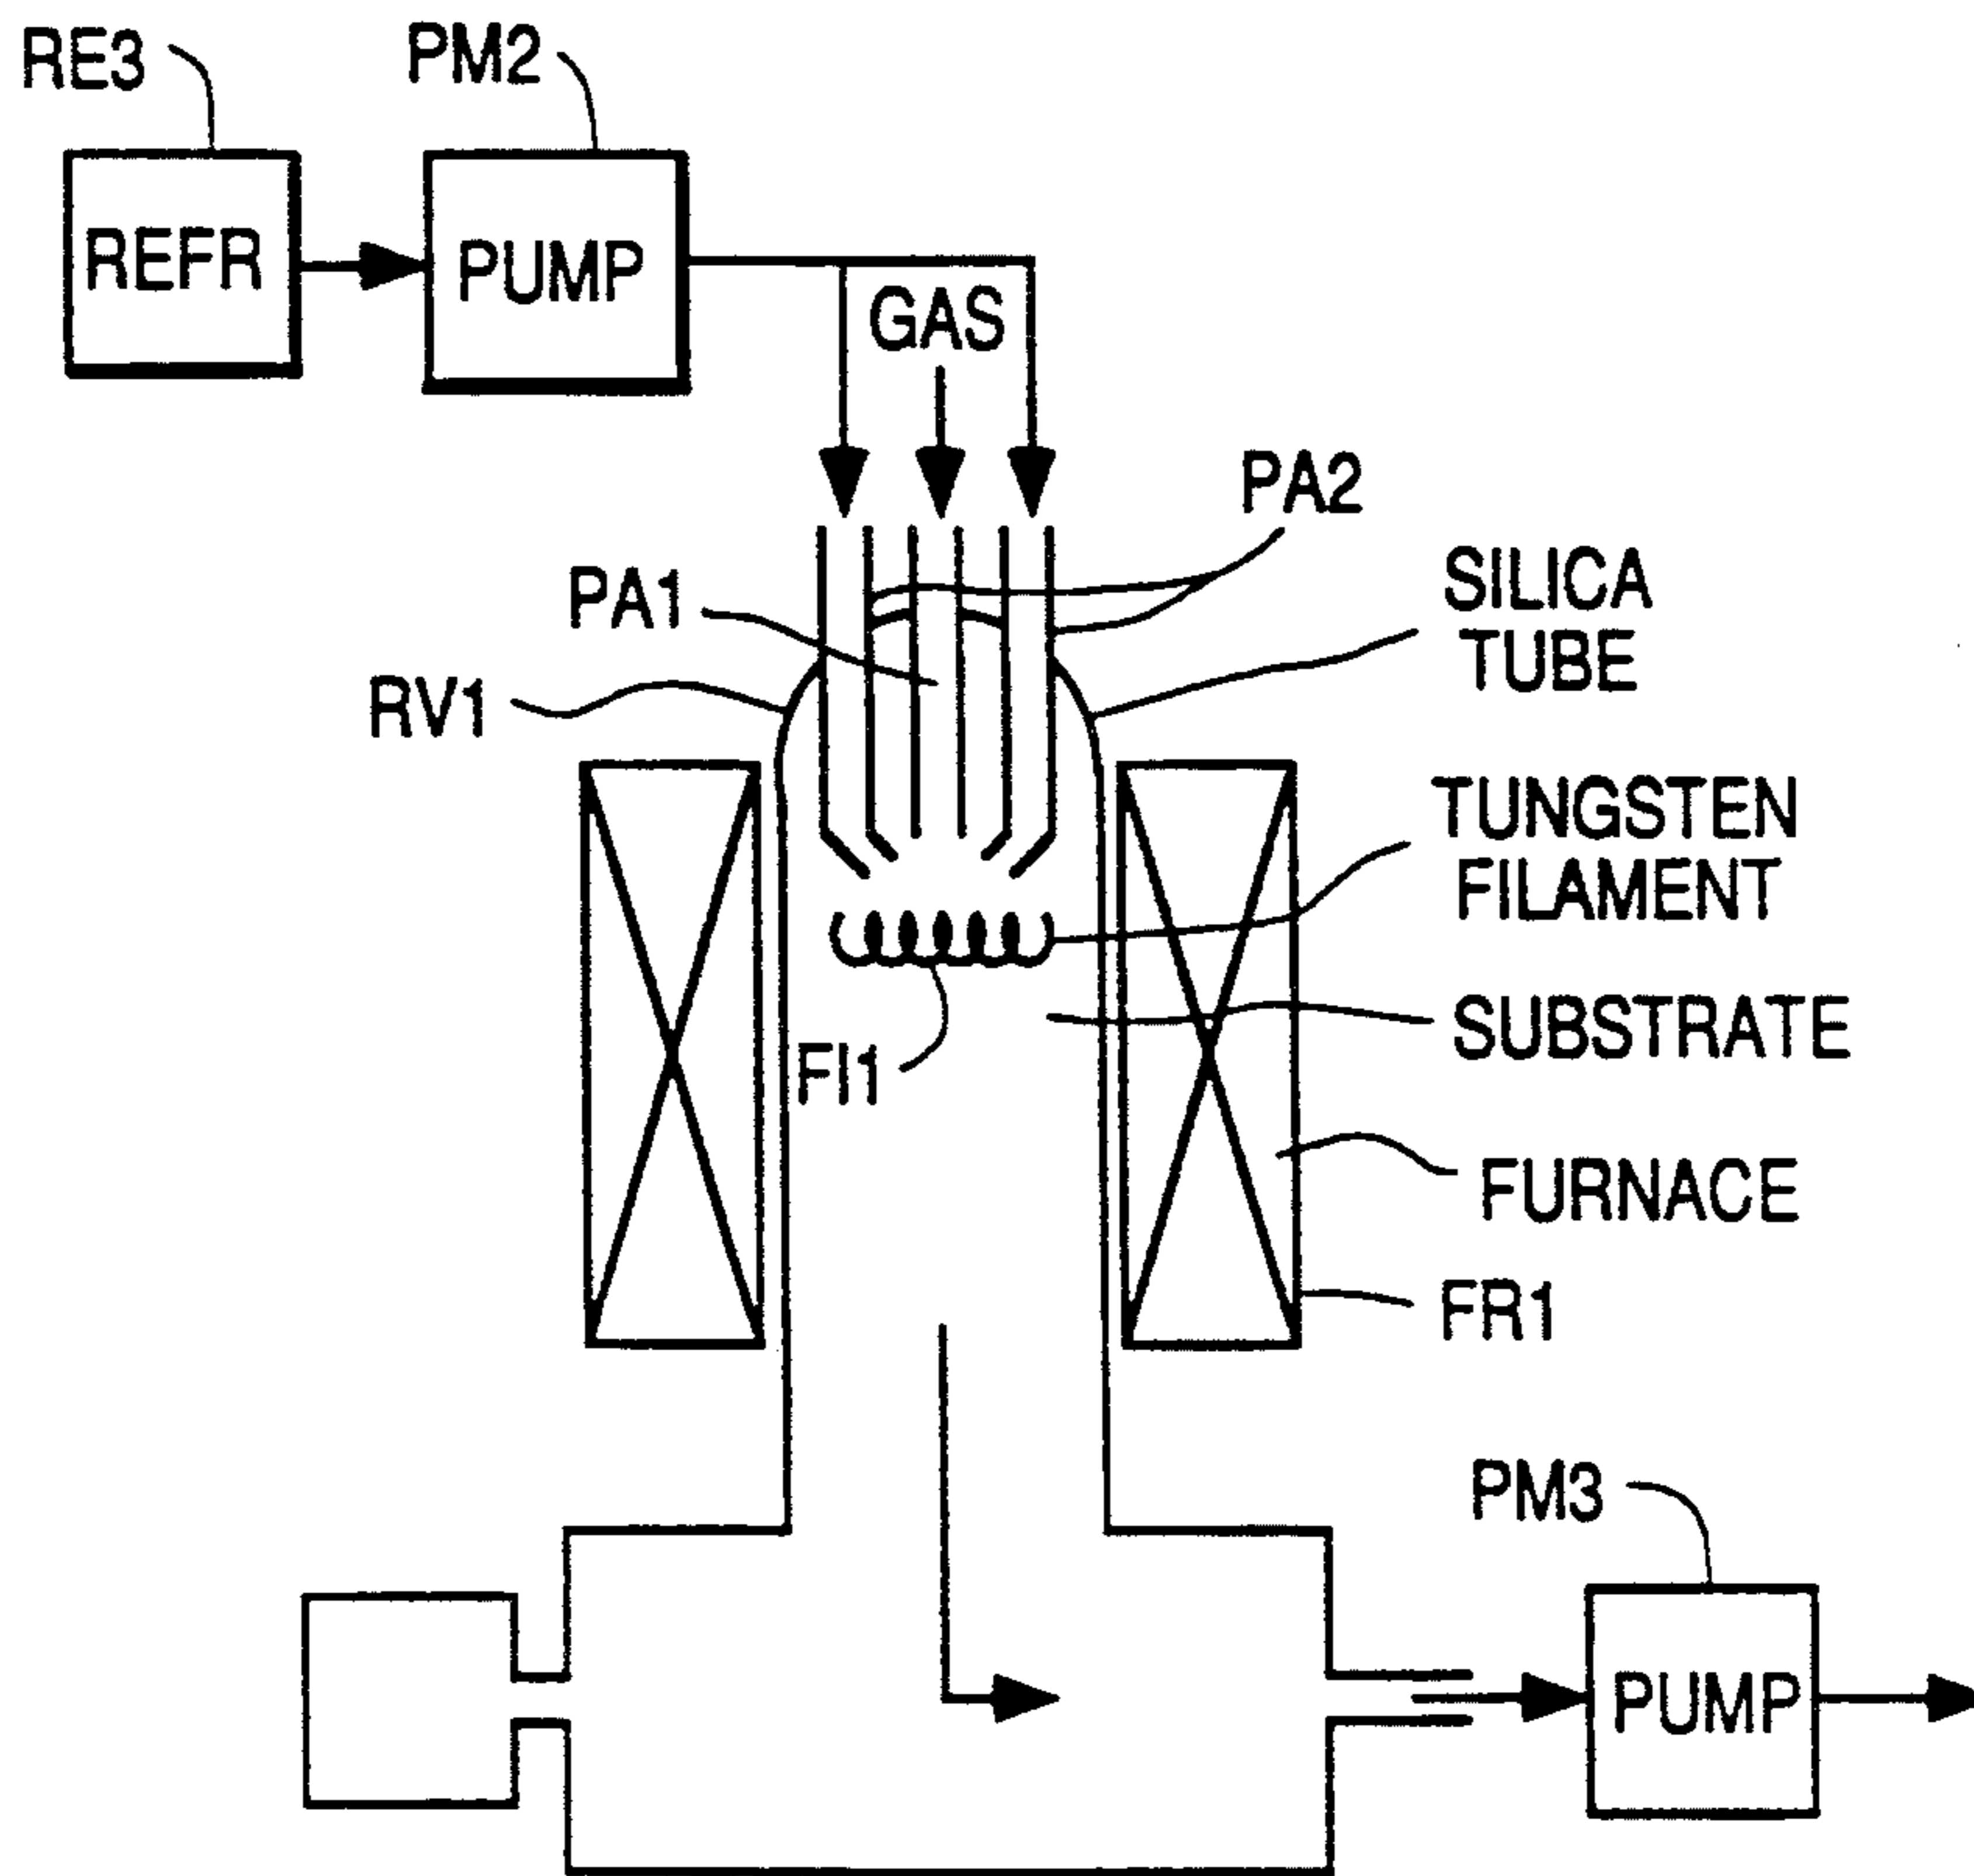 RE3
PM2
REFR
PUMP
GAS
PA2
PA1
SILICA
TUBE
RV1
TUNGSTEN
FILAMENT
SUBSTRATE
FI1
FURNACE
FR1
PM3
PUMP